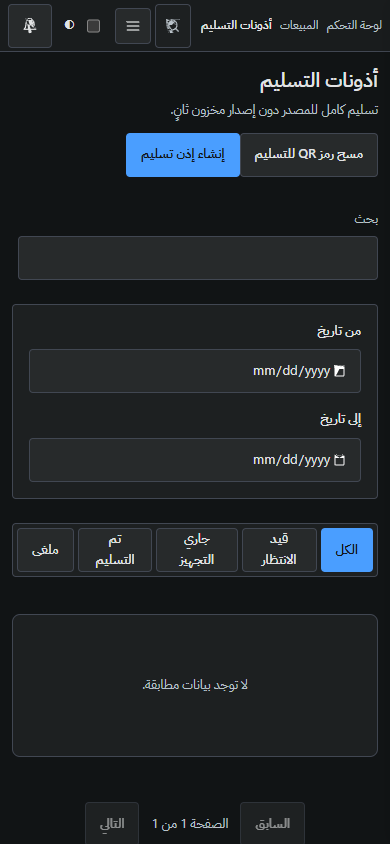 لوحة التحكم المبيعات أذونات التسليم
أذونات التسليم
تسليم كامل للمصدر دون إصدار مخزون ثانٍ.
مسح رمز QR للتسليم
إنشاء إذن تسليم
بحث
من تاريخ
mm/dd/yyyy
إلى تاريخ
mm/dd/yyyy
الكل
قيد
الانتظار
جاري
التجهيز
تم
التسليم
ملغى
لا توجد بيانات مطابقة.
السابق
الصفحة 1 من 1
التالي